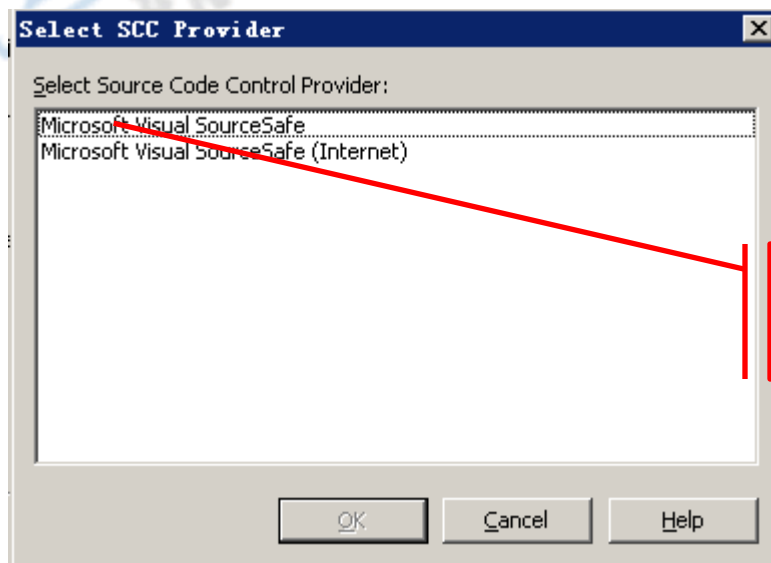 Select SCC Provider
Select Source Code Control Provider:
Microsoft Visual SourceSafe
Microsoft Visual SourceSafe (Internet)
OK
Cancel
Help